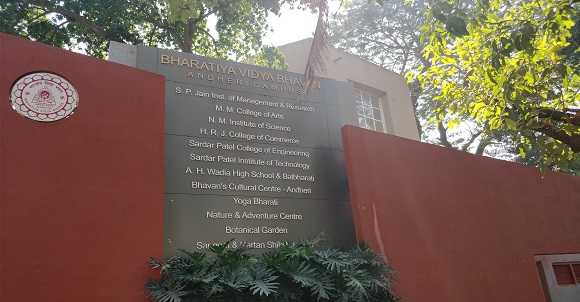 BHARATIYA VIDYA BHAVAN
ANDHERI CAMPUS
S. P. Jain Inst. of Management & Research
M. M. College of Arts
N. M. Institute of Science
H. R. J. College of Commerce
Sardar Patel College of Engineering
Sardar Patel Institute of Technology
A. H. Wadia High School & Balbharati
Bhavan's Cultural Centre - Andheri
Yoga Bharati
Nature & Adventure Centre
Botanical Garden
Sangeet & Nartan